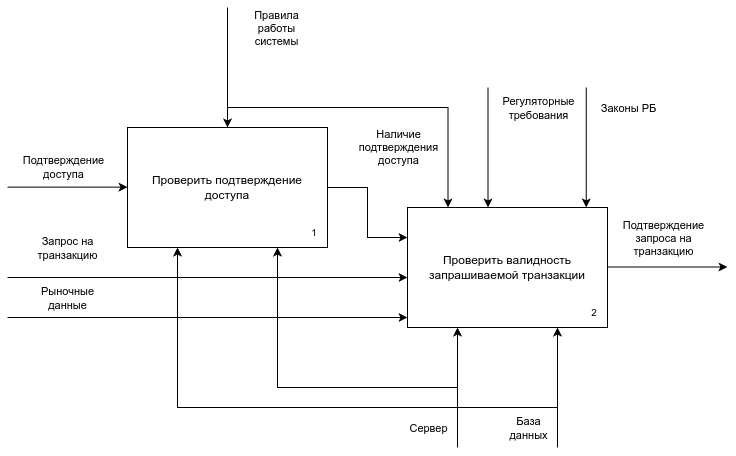 Правила
работы
системы
Регуляторные
требования
Законы РБ
Наличие
подтверждения
доступа
Подтверждение
доступа
Проверить подтверждение
доступа
1
Запрос на
транзакцию
Рыночные
данные
Проверить валидность
запрашиваемой транзакции
2
Подтверждение
запроса на
транзакцию
Сервер
База
данных